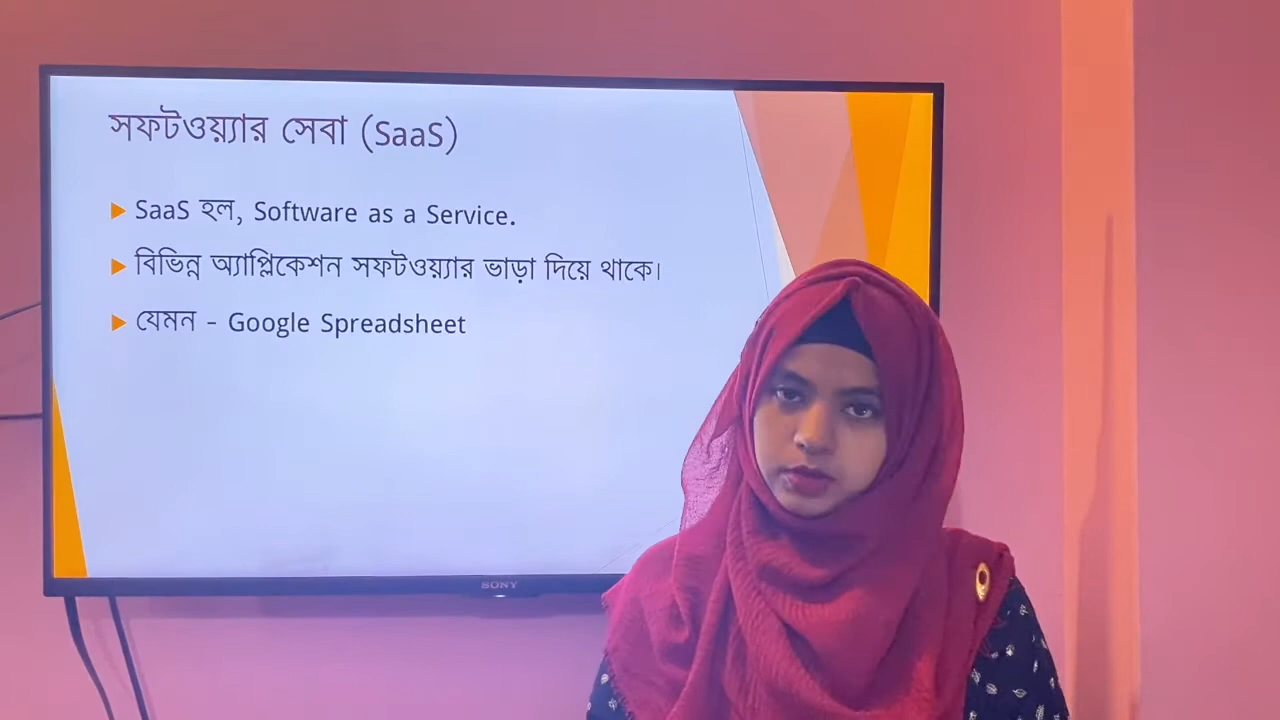 সফটওয়্যার সেবা (SaaS)
SaaS হল, Software as a Service.
বিভিন্ন অ্যাপ্লিকেশন সফটওয়্যার ভাড়া দিয়ে থাকে।
যেমন - Google Spreadsheet
SONY